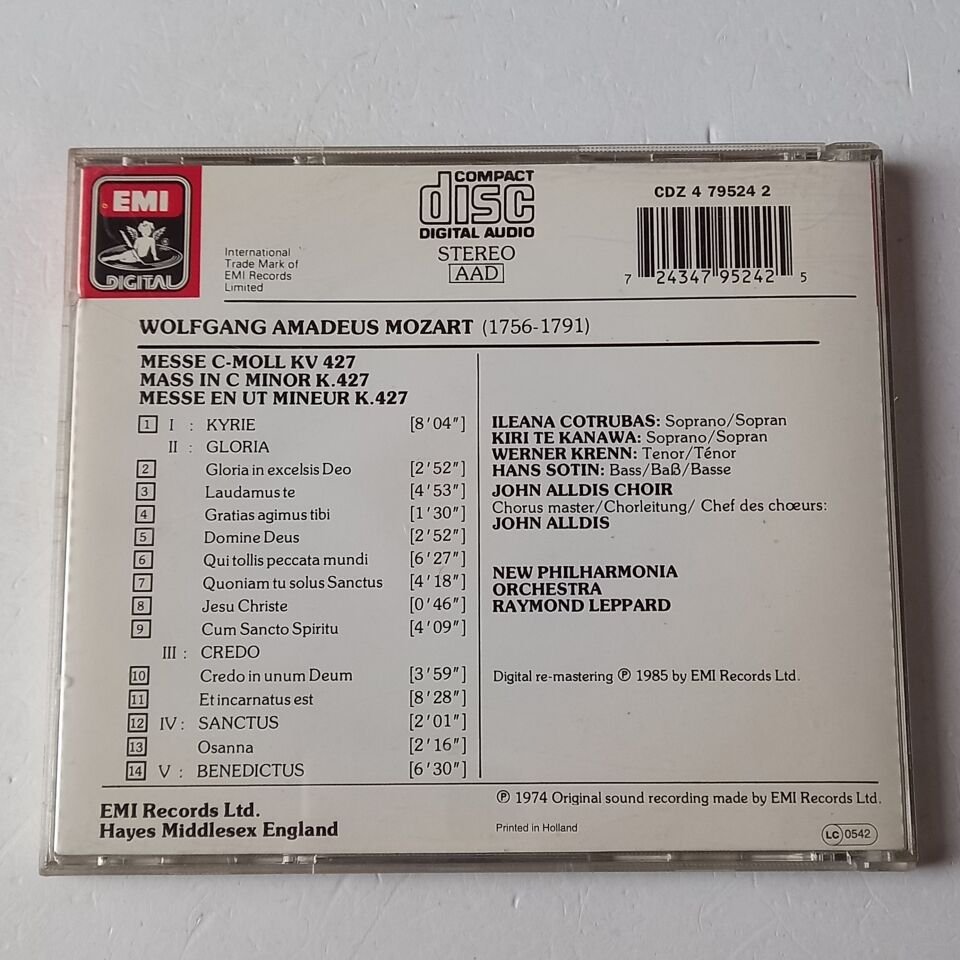 EMI
DIGITAL
International
Trade Mark of
EMI Records
Limited
COMPACT
disc
DIGITAL AUDIO
STEREO
AAD
CDZ 4 79524 2
7 24347 95242 5
WOLFGANG AMADEUS MOZART (1756-1791)
MESSE C-MOLL KV 427
MASS IN C MINOR K.427
MESSE EN UT MINEUR K.427
1 I : KYRIE [8'04"]
II : GLORIA
2 Gloria in excelsis Deo [2'52"]
3 Laudamus te [4'53"]
4 Gratias agimus tibi [1'30"]
5 Domine Deus [2'52"]
6 Qui tollis peccata mundi [6'27"]
7 Quoniam tu solus Sanctus [4'18"]
8 Jesu Christe [0'46"]
9 Cum Sancto Spiritu [4'09"]
III : CREDO
10 Credo in unum Deum [3'59"]
11 Et incarnatus est [8'28"]
12 IV : SANCTUS [2'01"]
13 Osanna [2'16"]
14 V : BENEDICTUS [6'30"]
ILEANA COTRUBAS: Soprano/Sopran
KIRI TE KANAWA: Soprano/Sopran
WERNER KRENN: Tenor/Ténor
HANS SOTIN: Bass/Baß/Basse
JOHN ALLDIS CHOIR
Chorus master/Chorleitung/ Chef des chœurs:
JOHN ALLDIS
NEW PHILHARMONIA
ORCHESTRA
RAYMOND LEPPARD
Digital re-mastering ℗ 1985 by EMI Records Ltd.
EMI Records Ltd.
Hayes Middlesex England
℗ 1974 Original sound recording made by EMI Records Ltd.
Printed in Holland
LC 0542